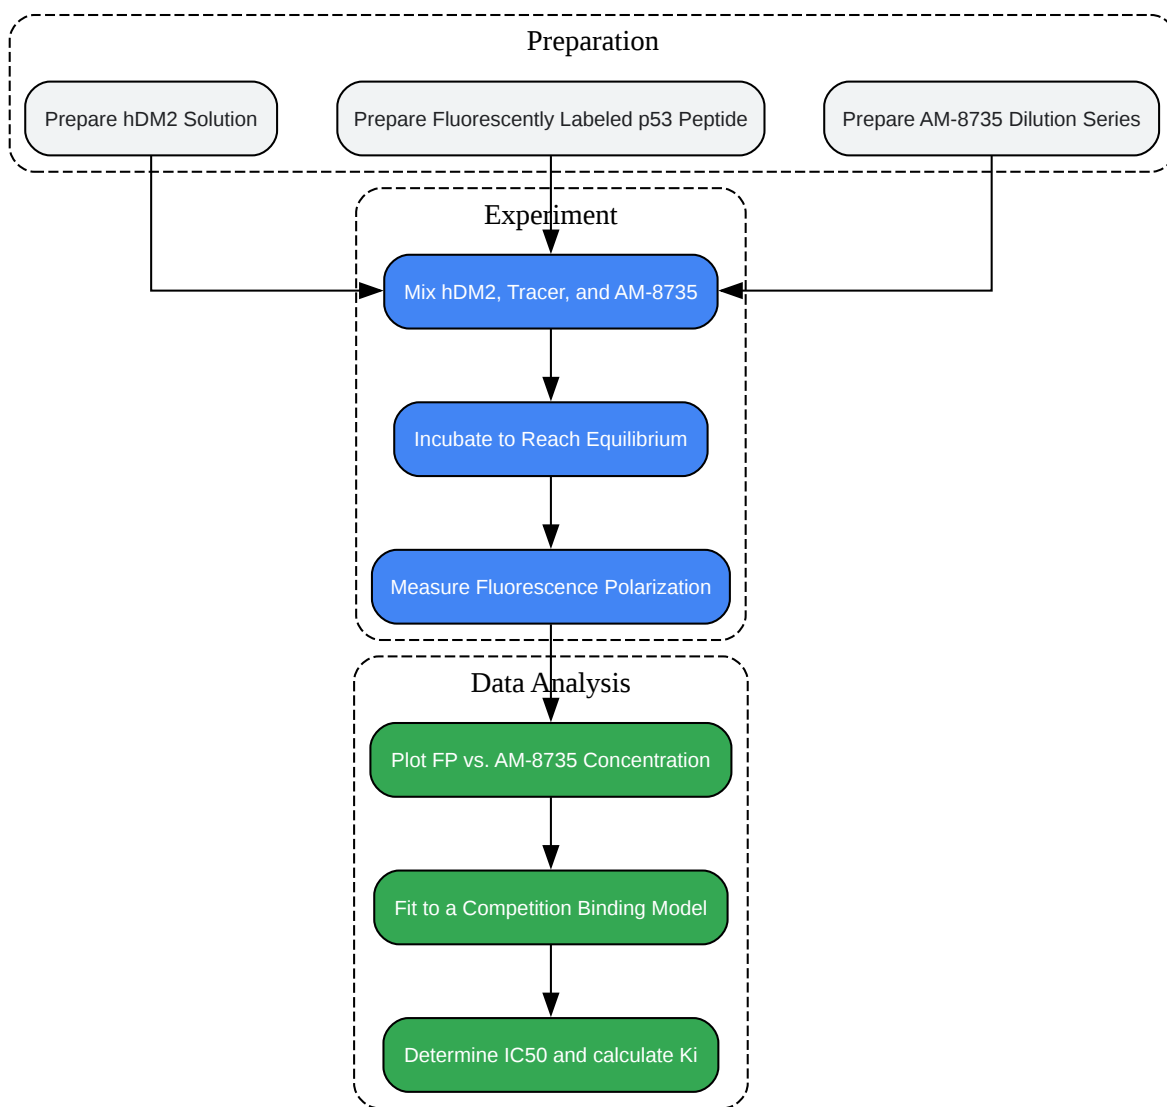 Preparation
Prepare hDM2 Solution
Prepare Fluorescently Labeled p53 Peptide
Prepare AM-8735 Dilution Series
Experiment
Mix hDM2, Tracer, and AM-8735
Incubate to Reach Equilibrium
Measure Fluorescence Polarization
Data Analysis
Plot FP vs. AM-8735 Concentration
Fit to a Competition Binding Model
Determine IC50 and calculate Ki